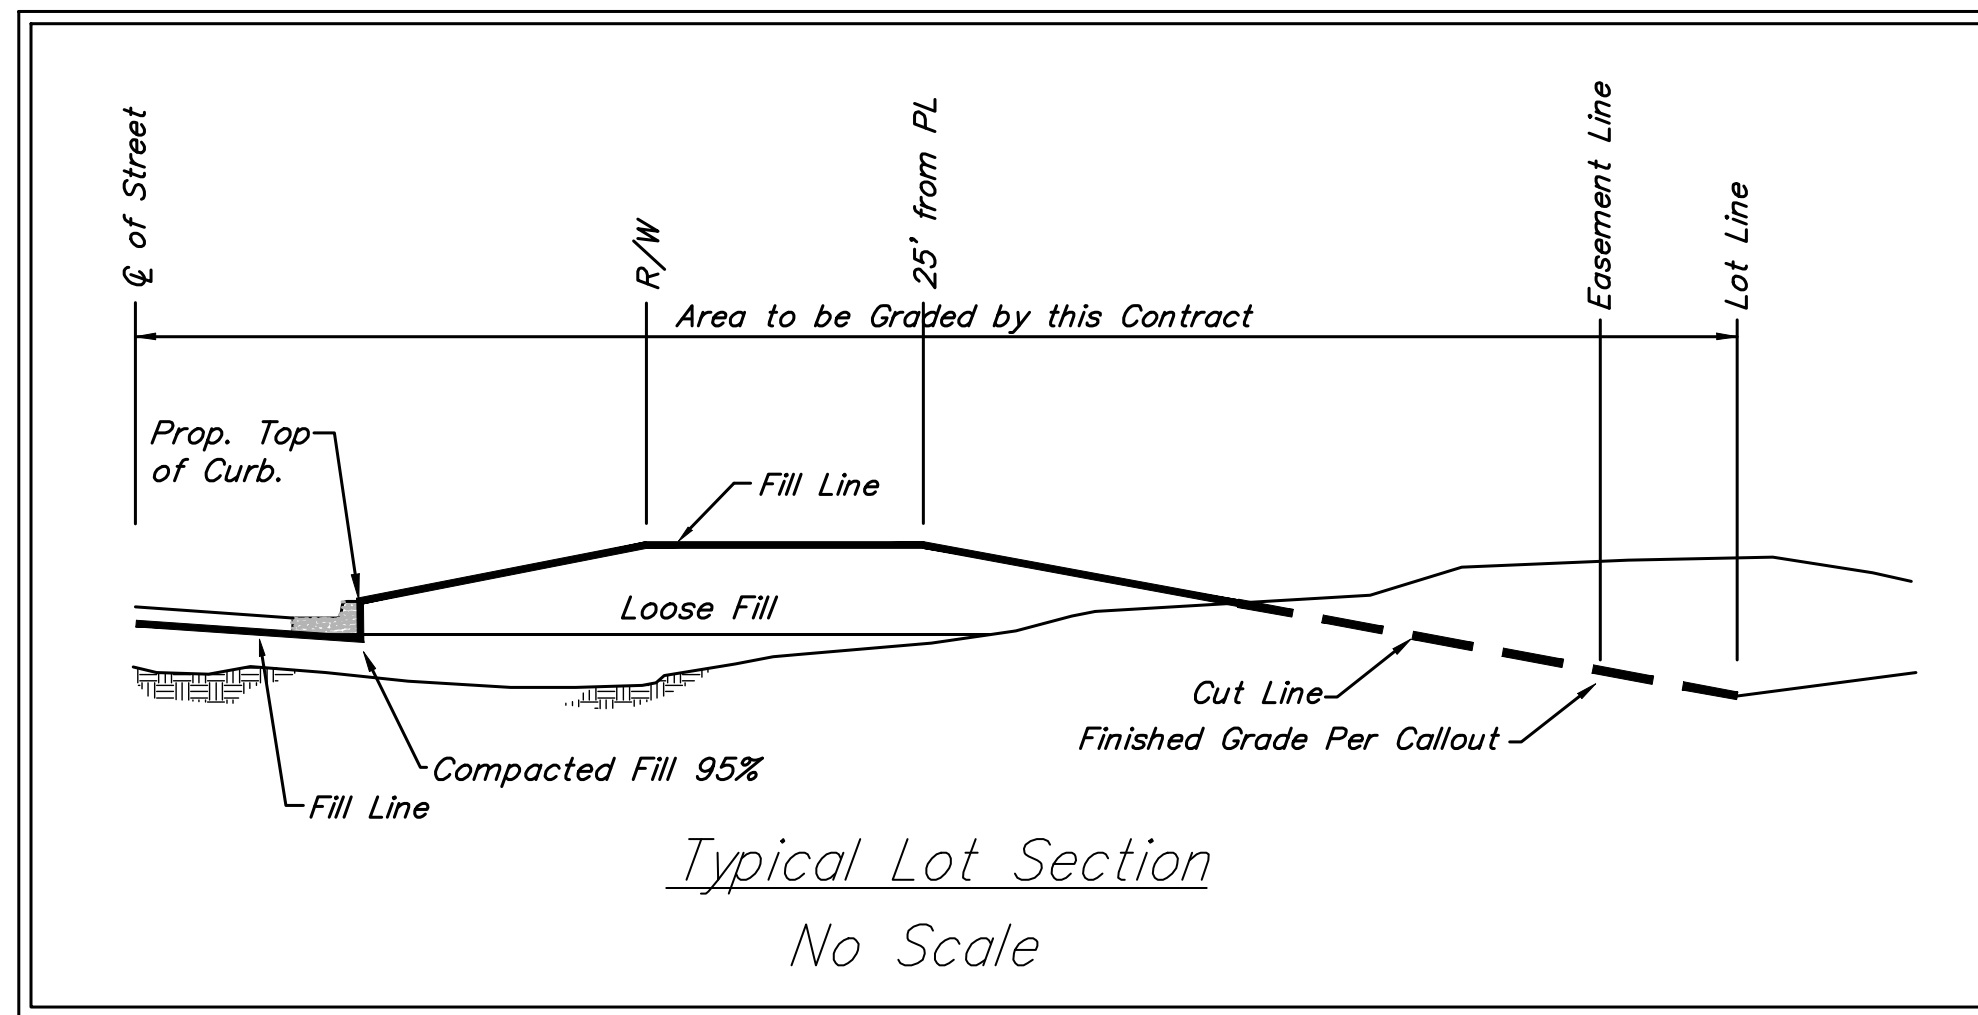 ℄ of Street
R/W
25' from PL
Easement Line
Lot Line
Area to be Graded by this Contract
Prop. Top
of Curb.
Fill Line
Loose Fill
Cut Line
Finished Grade Per Callout
Compacted Fill 95%
Fill Line
Typical Lot Section
No Scale